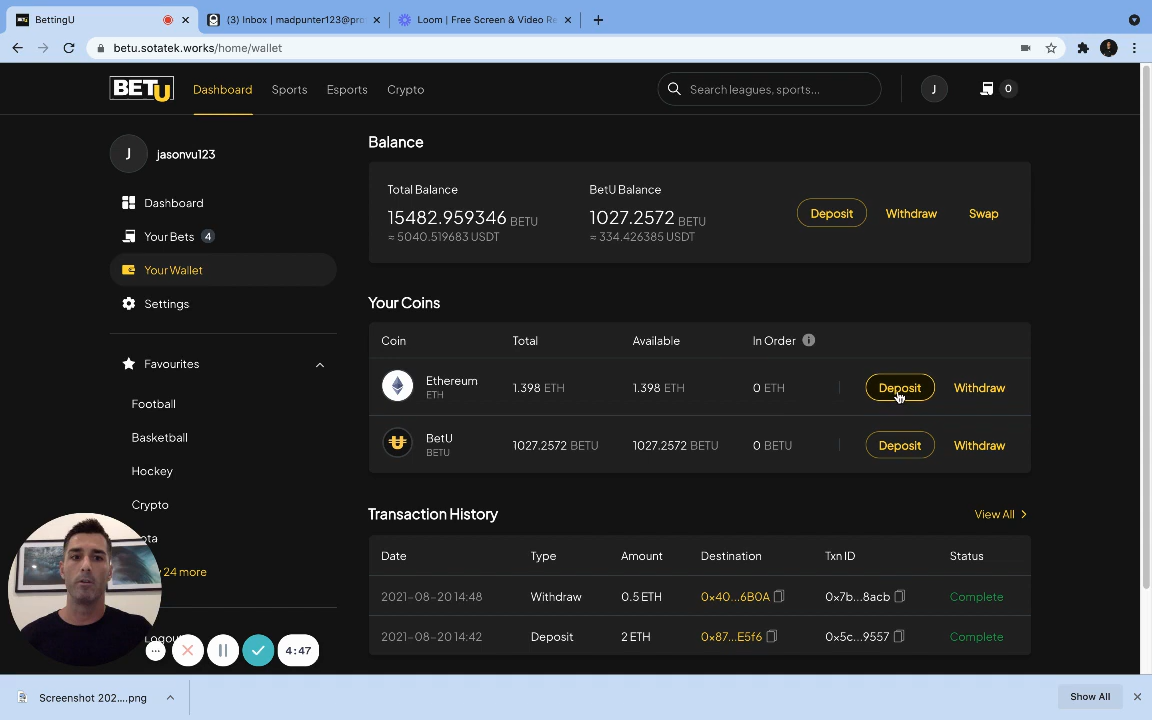 BettingU
(3) Inbox | madpunter123@pro
Loom | Free Screen & Video Re
betu.sotatek.works/home/wallet
BETU
Dashboard
Sports
Esports
Crypto
Search leagues, sports...
J
0
J
jasonvu123
Dashboard
Your Bets 4
Your Wallet
Settings
Favourites
Football
Basketball
Hockey
Crypto
ota
24 more
Logout
4:47
Balance
Total Balance
15482.959346 BETU
≈ 5040.519683 USDT
BetU Balance
1027.2572 BETU
≈ 334.426385 USDT
Deposit
Withdraw
Swap
Your Coins
Coin Total Available In Order
Ethereum
ETH
1.398 ETH 1.398 ETH 0 ETH Deposit Withdraw
BetU
BETU
1027.2572 BETU 1027.2572 BETU 0 BETU Deposit Withdraw
Transaction History
View All
Date Type Amount Destination Txn ID Status
2021-08-20 14:48 Withdraw 0.5 ETH 0x40...6B0A 0x7b...8acb Complete
2021-08-20 14:42 Deposit 2 ETH 0x87...E5f6 0x5c...9557 Complete
Screenshot 202....png
Show All